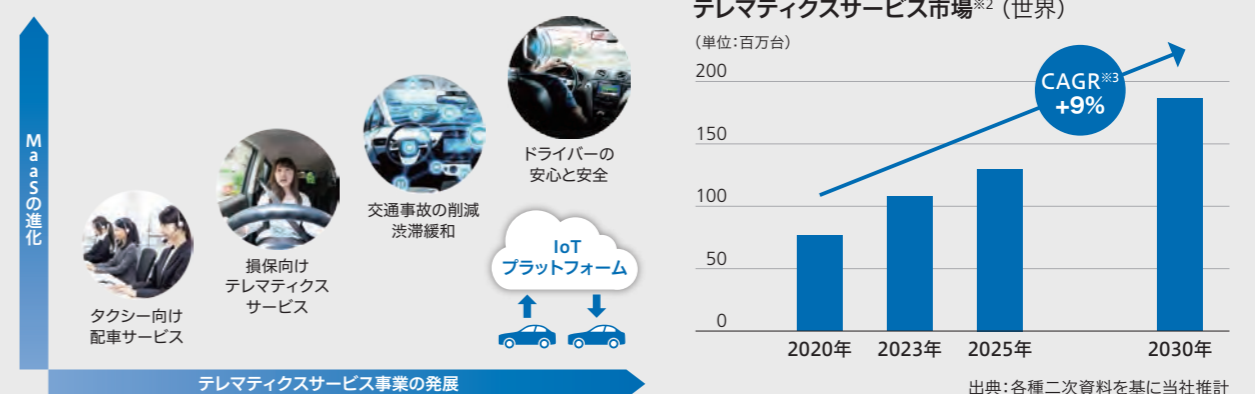 MaaSの進化
タクシー向け
配車サービス
損保向け
テレマティクス
サービス
交通事故の削減
渋滞緩和
ドライバーの
安心と安全
IoT
プラットフォーム
テレマティクスサービス事業の発展
テレマティクスサービス市場※2（世界）
（単位：百万台）
200
150
100
50
0
CAGR※3
+9%
2020年 2023年 2025年 2030年
出典：各種二次資料を基に当社推計